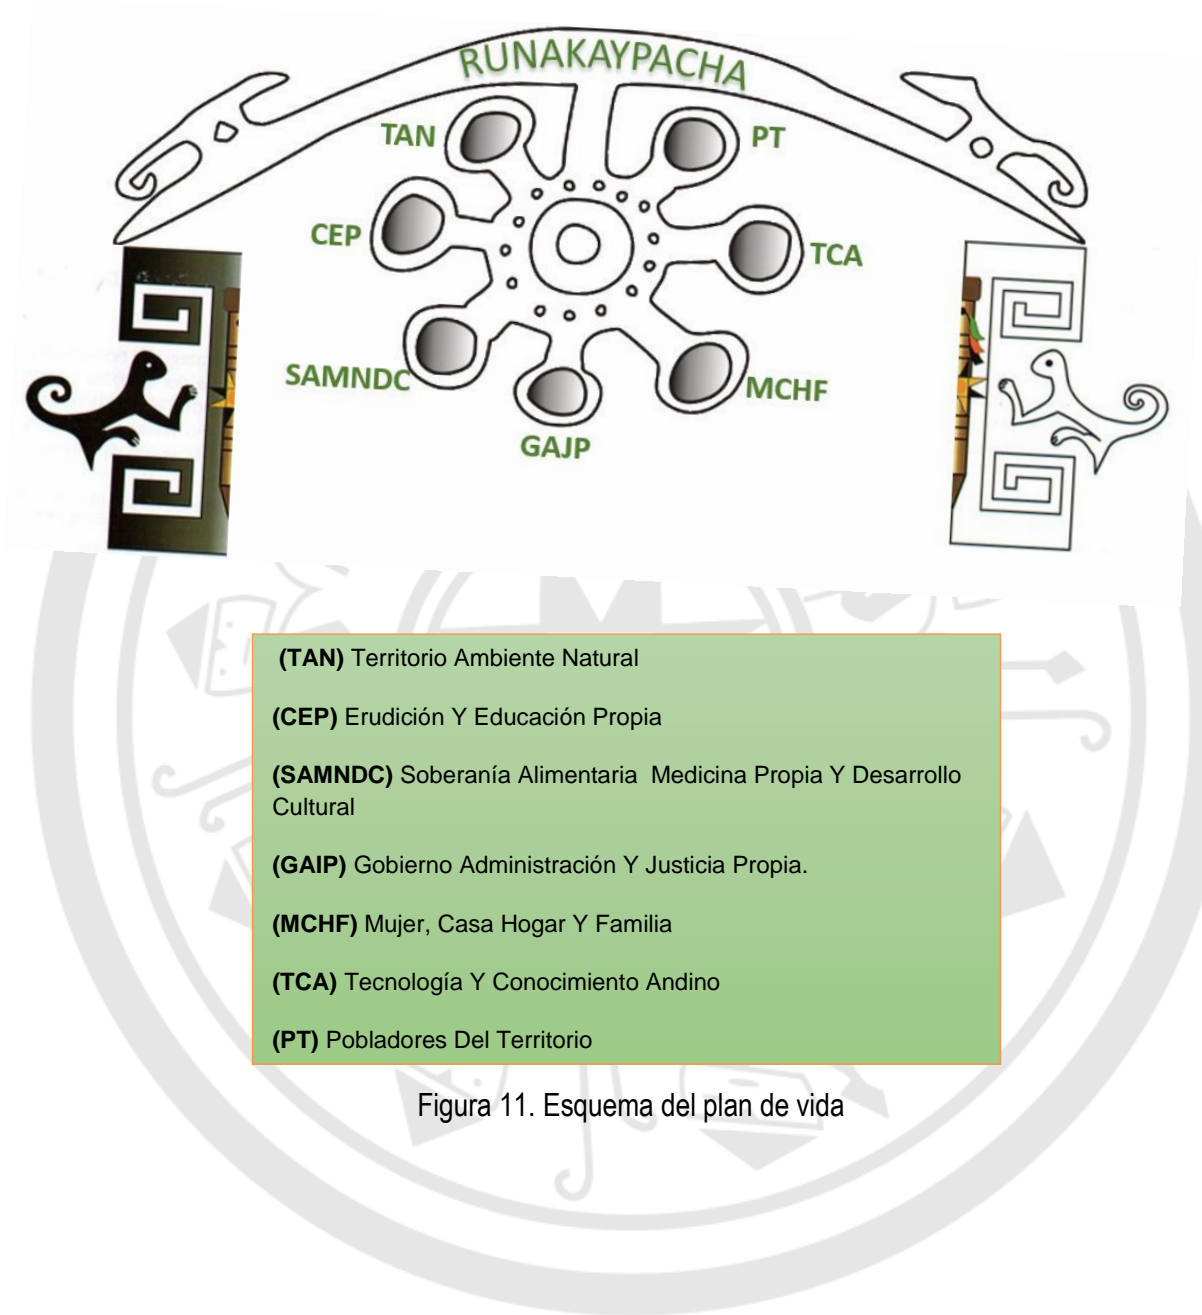 RUNAKAYPACHA
TAN
PT
CEP
TCA
SAMNDC
MCHF
GAJP
(TAN) Territorio Ambiente Natural
(CEP) Erudición Y Educación Propia
(SAMNDC) Soberanía Alimentaria Medicina Propia Y Desarrollo
Cultural
(GAIP) Gobierno Administración Y Justicia Propia.
(MCHF) Mujer, Casa Hogar Y Familia
(TCA) Tecnología Y Conocimiento Andino
(PT) Pobladores Del Territorio
Figura 11. Esquema del plan de vida